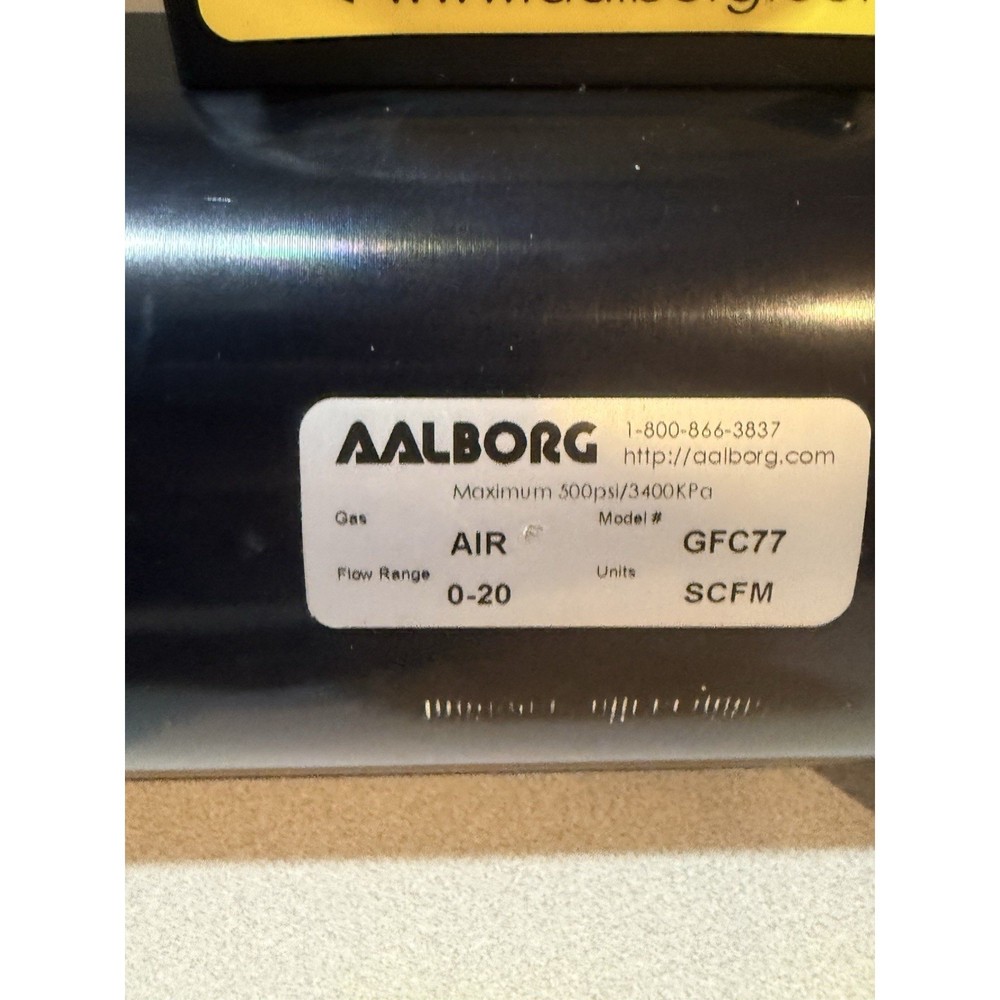 AALBORG
1-800-866-3837
http://aalborg.com
Maximum 500psi/3400KPa
Gas
AIR
Model #
GFC77
Flow Range
0-20
Units
SCFM